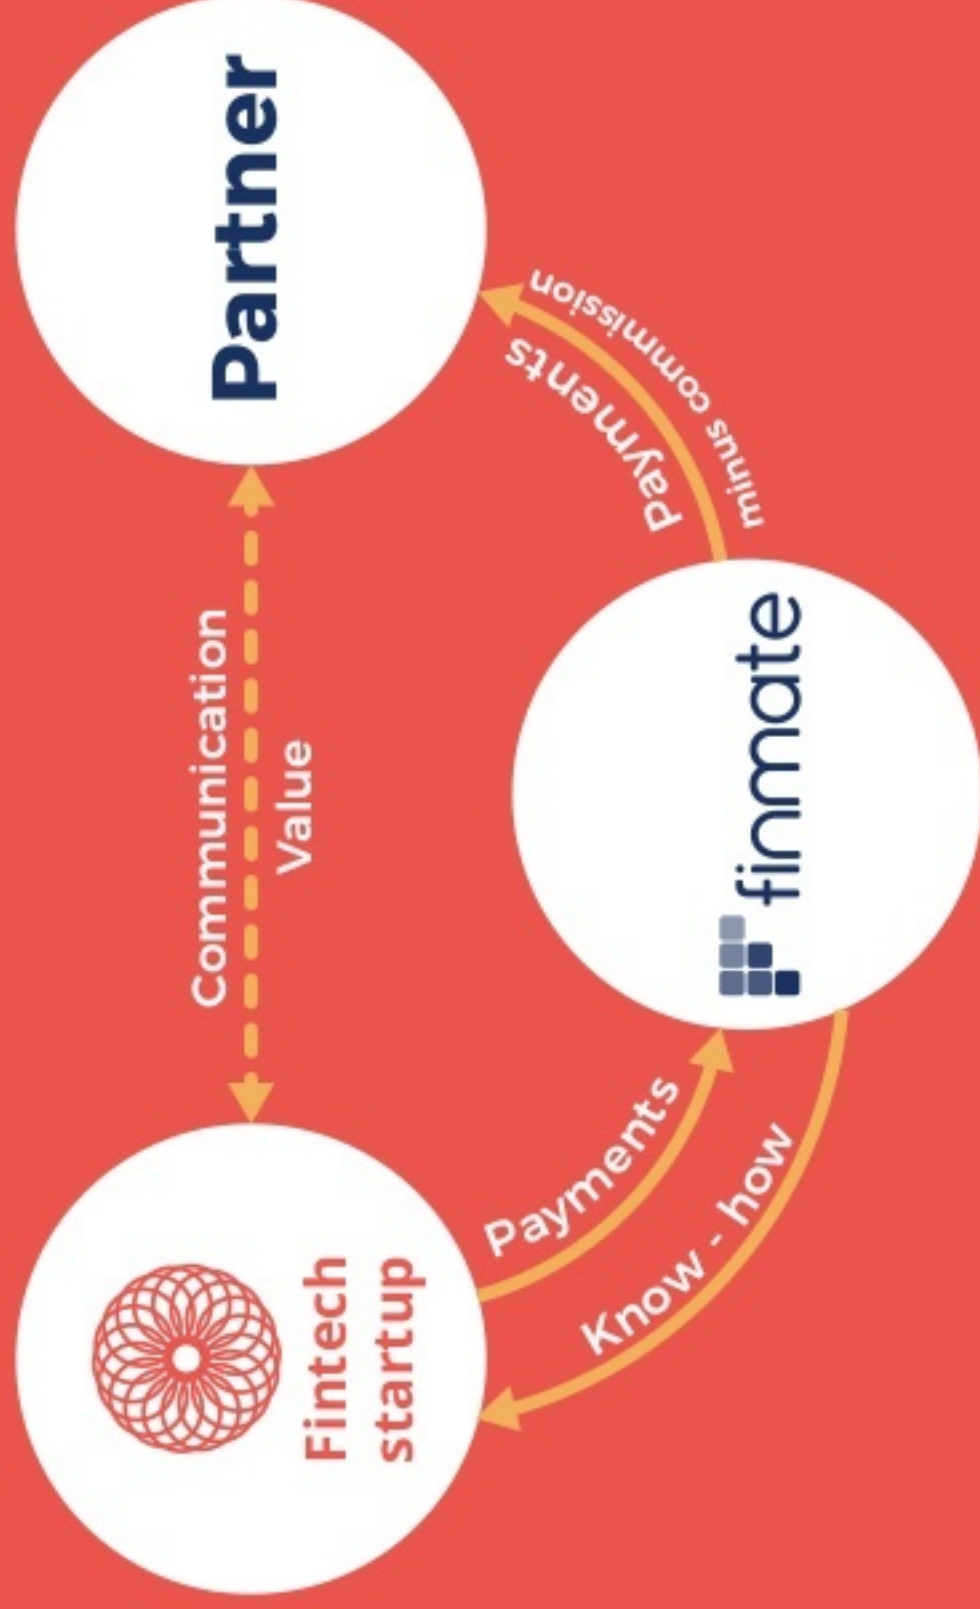 Fintech
startup
Communication
Value
Partner
Payments
Know - how
finmate
Payments
minus commission